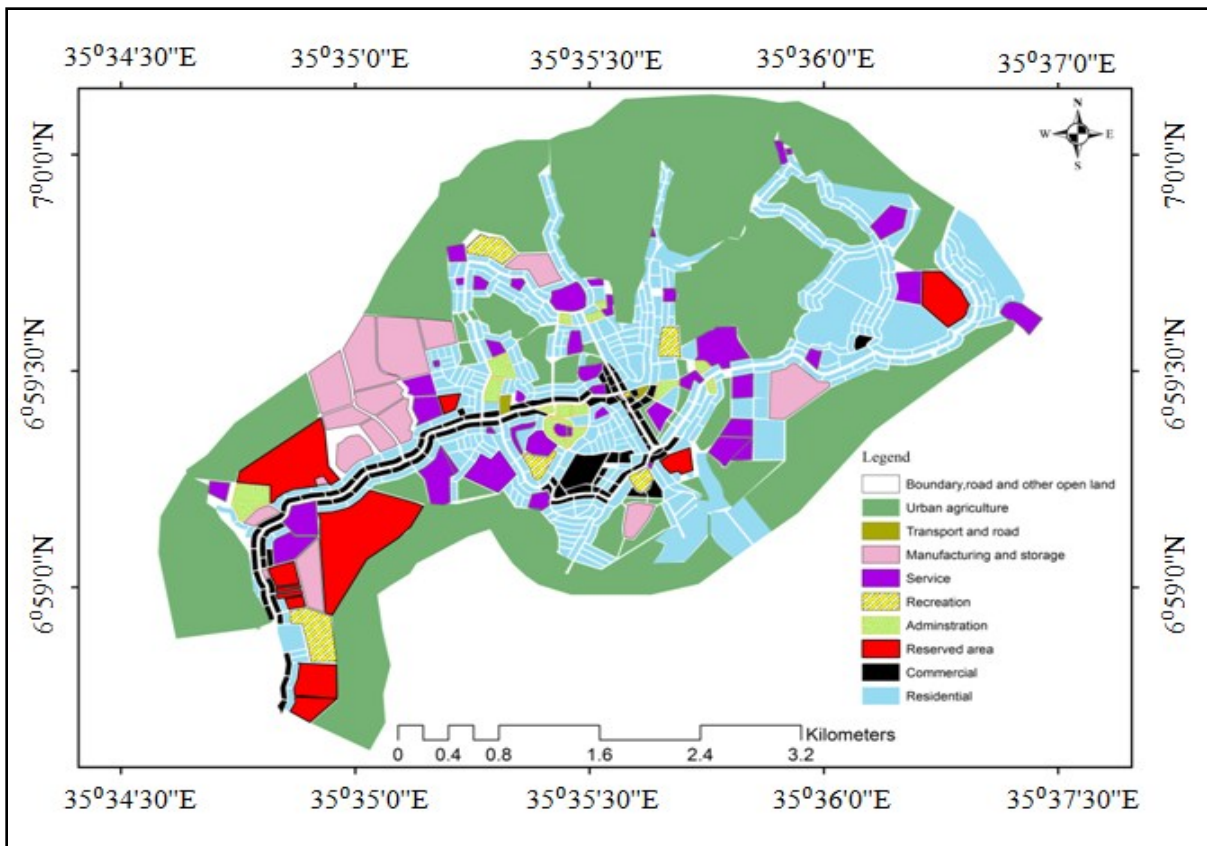 35⁰34'30"E 35⁰35'0"E 35⁰35'30"E 35⁰36'0"E 35⁰37'0"E
N
W E
S
7⁰0'0"N 7⁰0'0"N
6⁰59'30"N 6⁰59'30"N
6⁰59'0"N 6⁰59'0"N
Legend
Boundary,road and other open land
Urban agriculture
Transport and road
Manufacturing and storage
Service
Recreation
Adminstration
Reserved area
Commercial
Residential
Kilometers
0 0.4 0.8 1.6 2.4 3.2
35⁰34'30"E 35⁰35'0"E 35⁰35'30"E 35⁰36'0"E 35⁰37'30"E